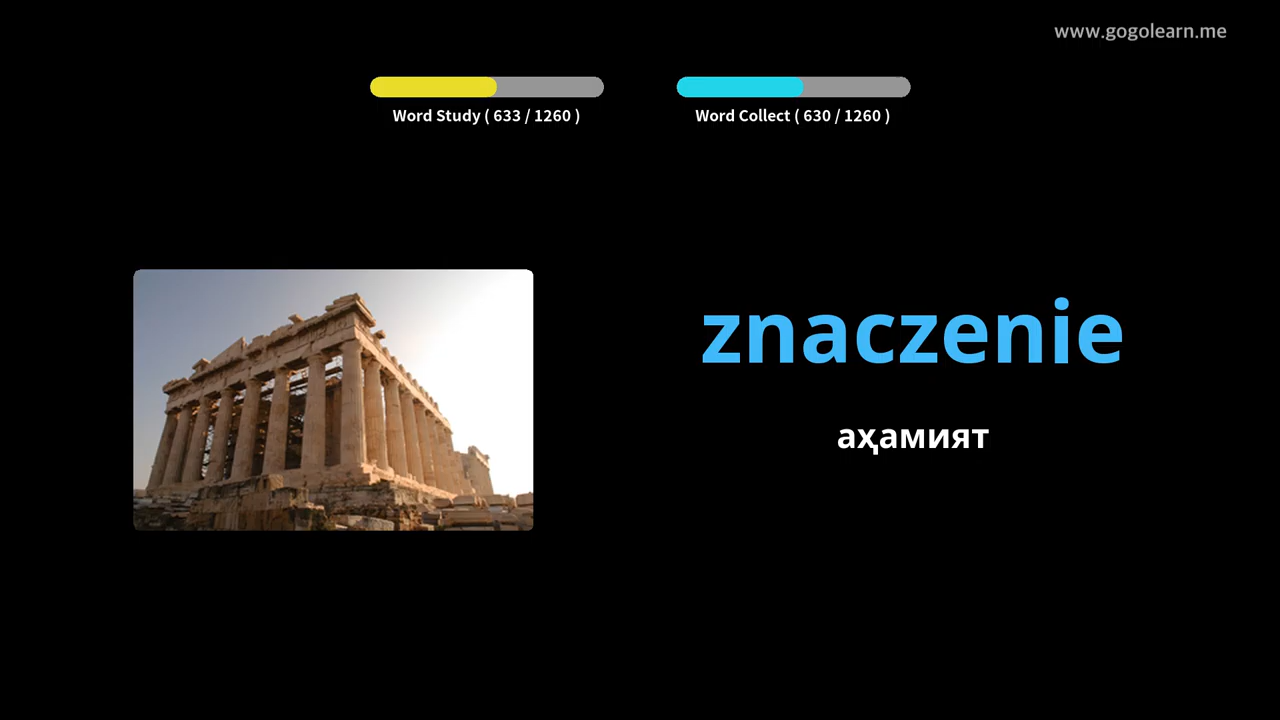 www.gogolearn.me
Word Study ( 633 / 1260 )
Word Collect ( 630 / 1260 )
znaczenie
аҳамият